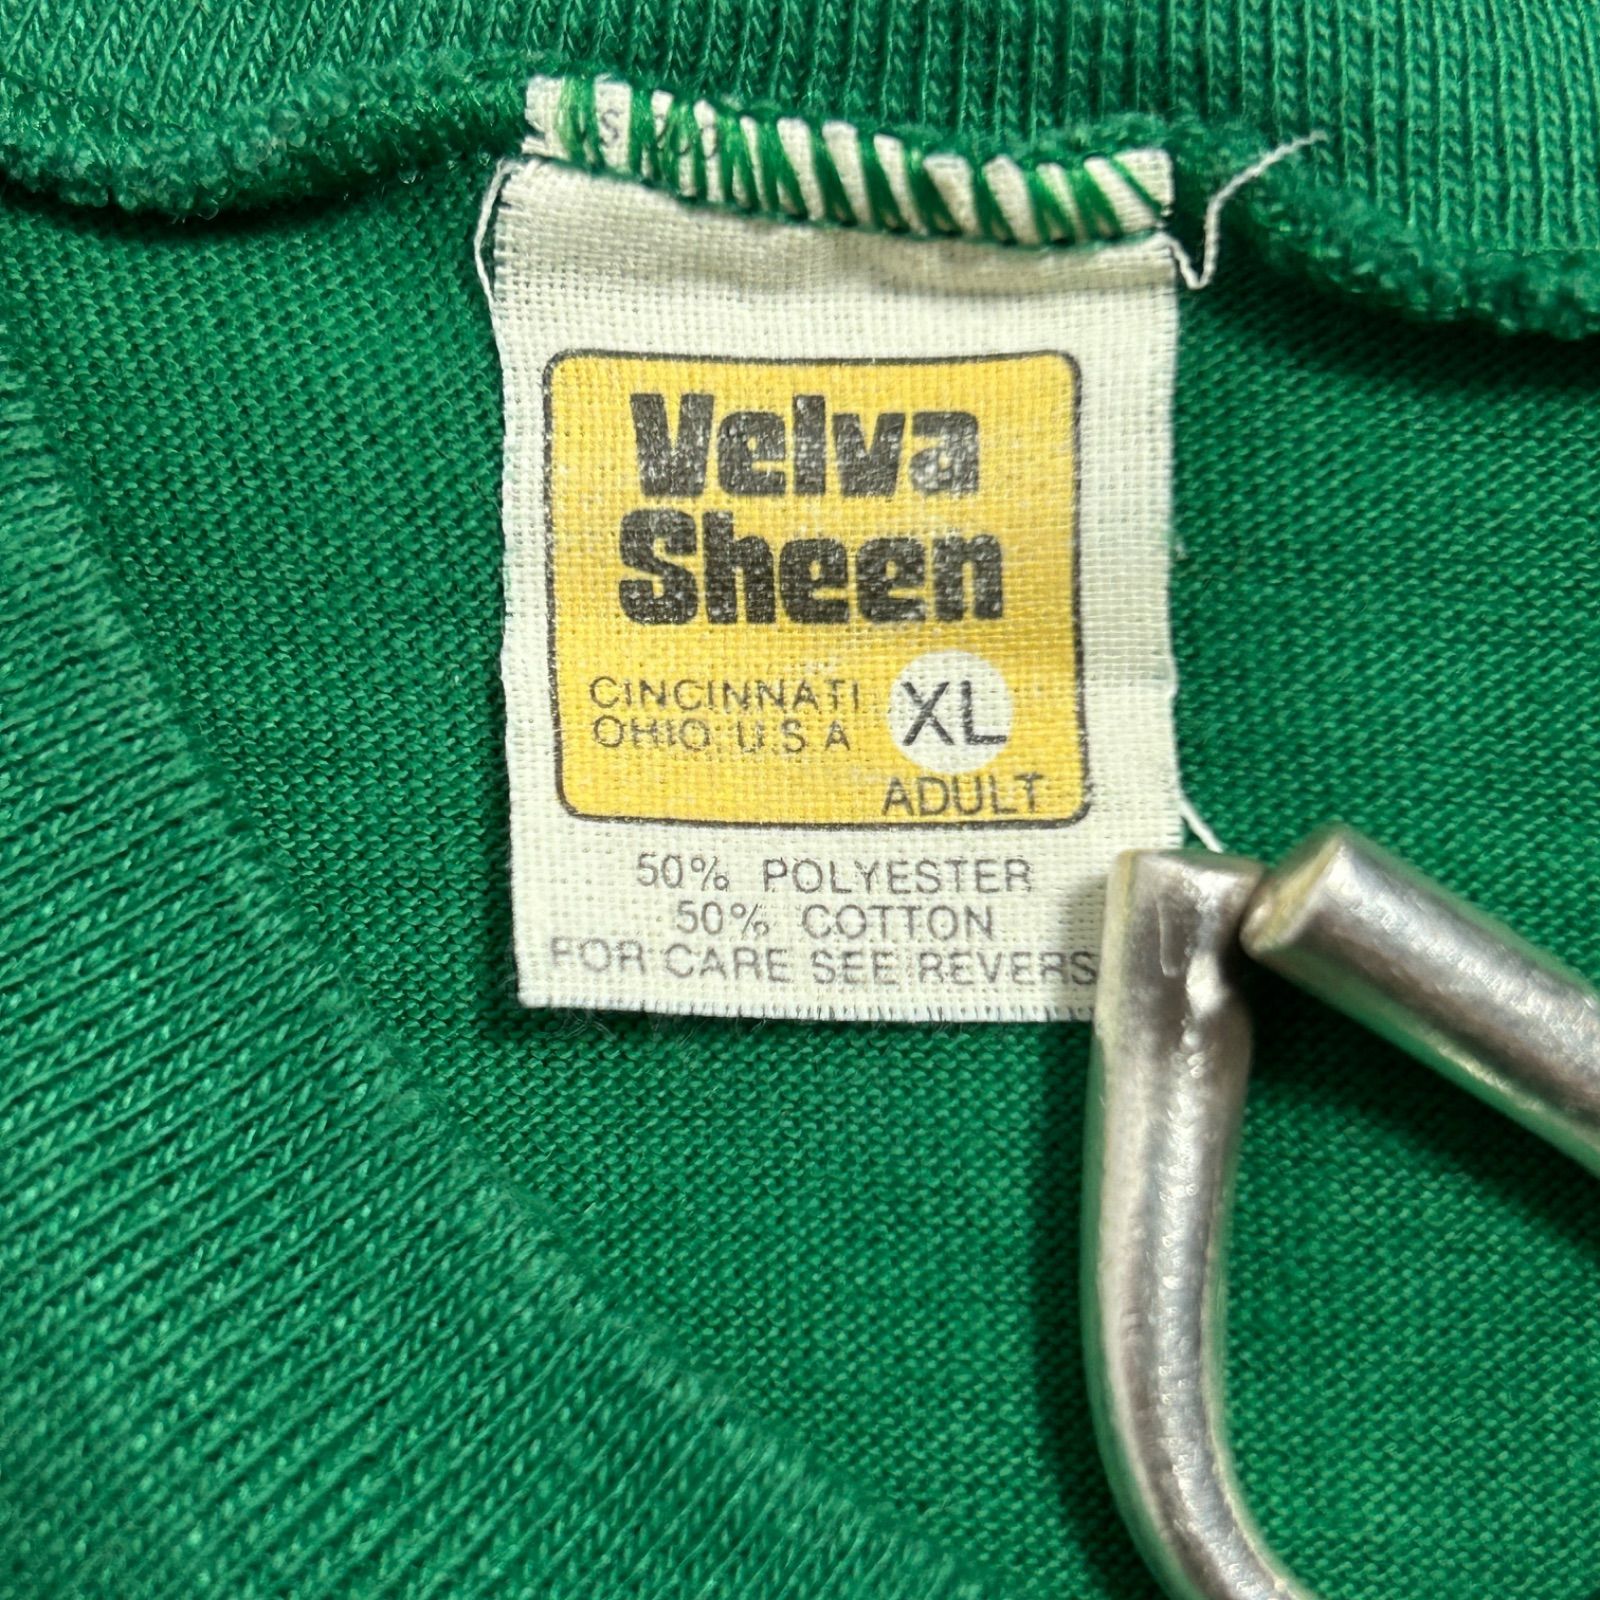 Velva
Sheen
CINCINNATI
OHIO, U.S.A
XL
ADULT
50% POLYESTER
50% COTTON
FOR CARE SEE REVERS